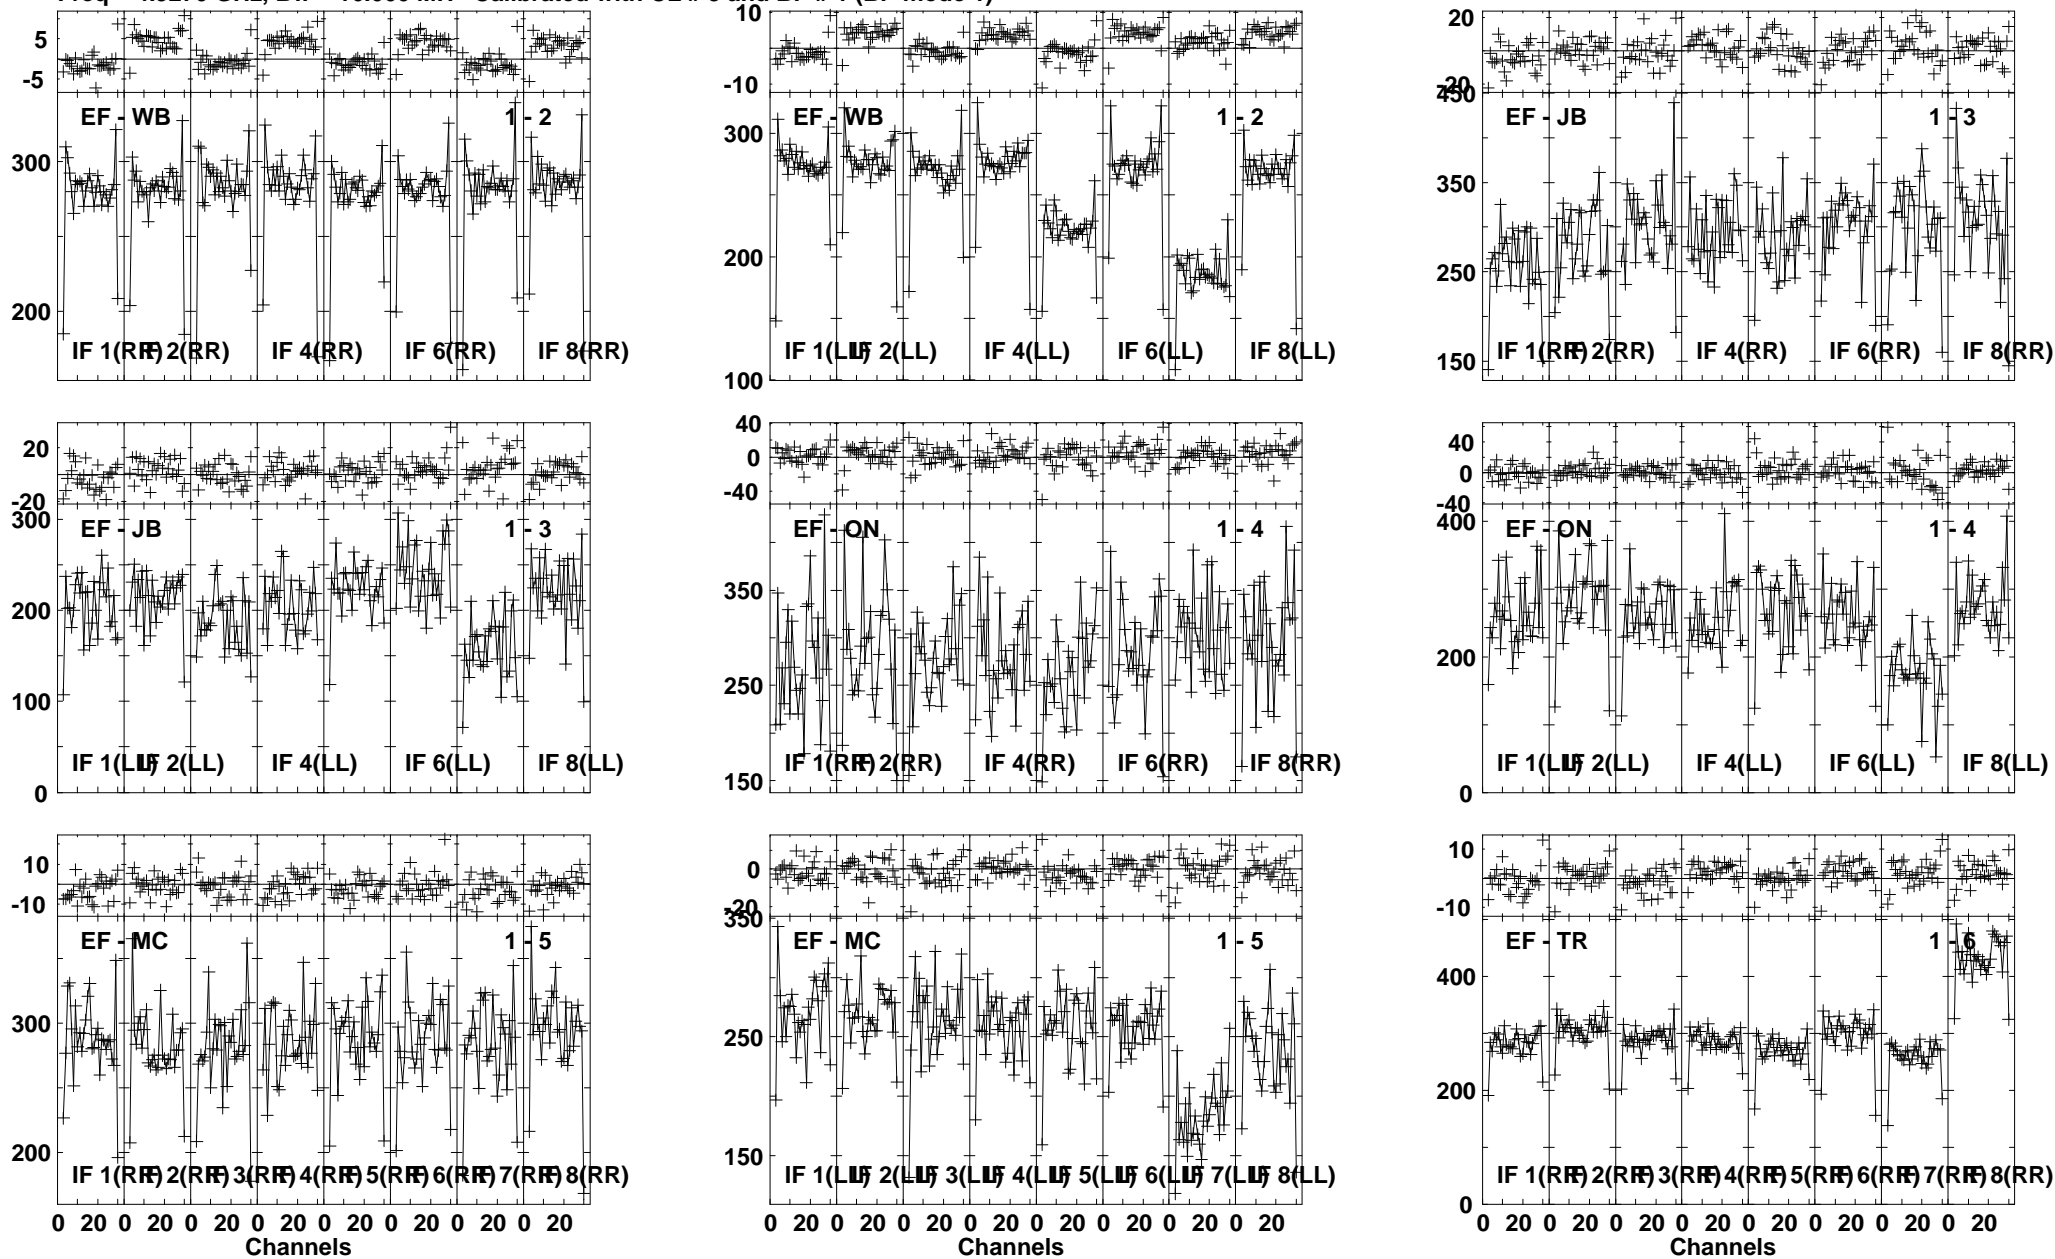 5
-5
EF - WB
1 - 2
300
200
IF 1(RR)
IF 2(RR)
IF 4(RR)
IF 6(RR)
IF 8(RR)
10
-10
EF - WB
1 - 2
300
200
100
IF 1(LL)
IF 2(LL)
IF 4(LL)
IF 6(LL)
IF 8(LL)
20
-20
EF - JB
1 - 3
450
350
250
150
IF 1(RR)
IF 2(RR)
IF 4(RR)
IF 6(RR)
IF 8(RR)
20
-20
EF - JB
1 - 3
300
200
100
0
IF 1(LL)
IF 2(LL)
IF 4(LL)
IF 6(LL)
IF 8(LL)
40
0
-40
EF - ON
1 - 4
350
250
150
IF 1(RR)
IF 2(RR)
IF 4(RR)
IF 6(RR)
IF 8(RR)
40
0
-40
EF - ON
1 - 4
400
200
0
IF 1(LL)
IF 2(LL)
IF 4(LL)
IF 6(LL)
IF 8(LL)
10
-10
EF - MC
1 - 5
300
200
IF 1(RR)
IF 2(RR)
IF 3(RR)
IF 4(RR)
IF 5(RR)
IF 6(RR)
IF 7(RR)
IF 8(RR)
0 20 0 20 0 20 0 20 0 20 0 20 0 20 0 20
Channels
0
-20
EF - MC
1 - 5
350
250
150
IF 1(LL)
IF 2(LL)
IF 3(LL)
IF 4(LL)
IF 5(LL)
IF 6(LL)
IF 7(LL)
IF 8(LL)
0 20 0 20 0 20 0 20 0 20 0 20 0 20 0 20
Channels
10
-10
EF - TR
1 - 6
400
200
0
IF 1(RR)
IF 2(RR)
IF 3(RR)
IF 4(RR)
IF 5(RR)
IF 6(RR)
IF 7(RR)
IF 8(RR)
0 20 0 20 0 20 0 20 0 20 0 20 0 20 0 20
Channels